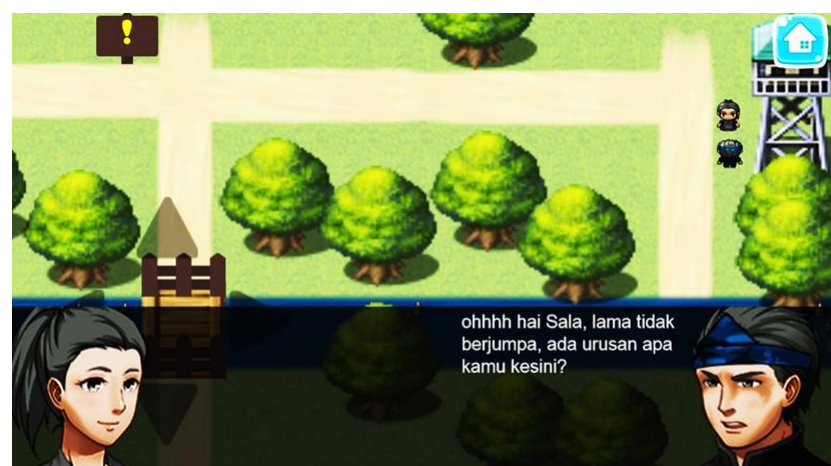 !
ohhhh hai Sala, lama tidak
berjumpa, ada urusan apa
kamu kesini?